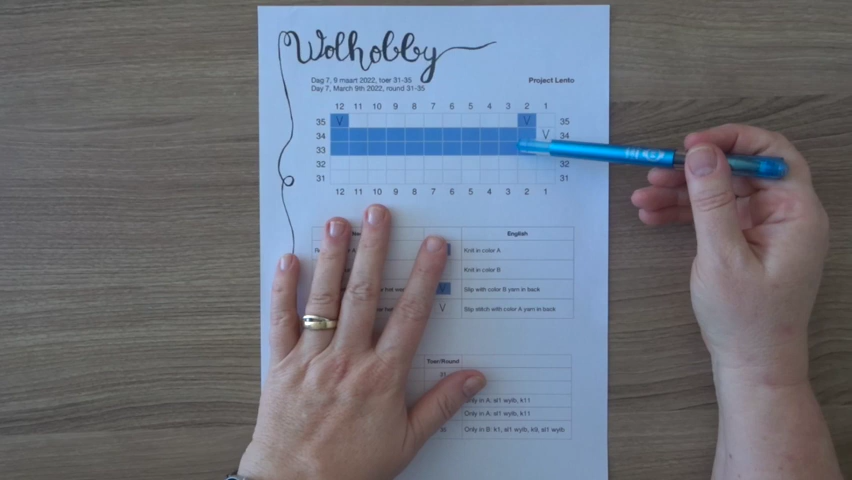 Wolhobby
Dag 7, 9 maart 2022, toer 31-35
Project Lento
Day 7, March 9th 2022, round 31-35
12 11 10 9 8 7 6 5 4 3 2 1
35 V V 35
34 V 34
33
32 32
31 31
12 11 10 9 8 7 6 5 4 3 2 1
English
Knit in color A
Knit in color B
V Slip with color B yarn in back
V Slip stitch with color A yarn in back
Toer/Round
Only in A: sl1 wyib, k11
Only in A: sl1 wyib, k11
Only in B: k1, sl1 wyib, k9, sl1 wyib